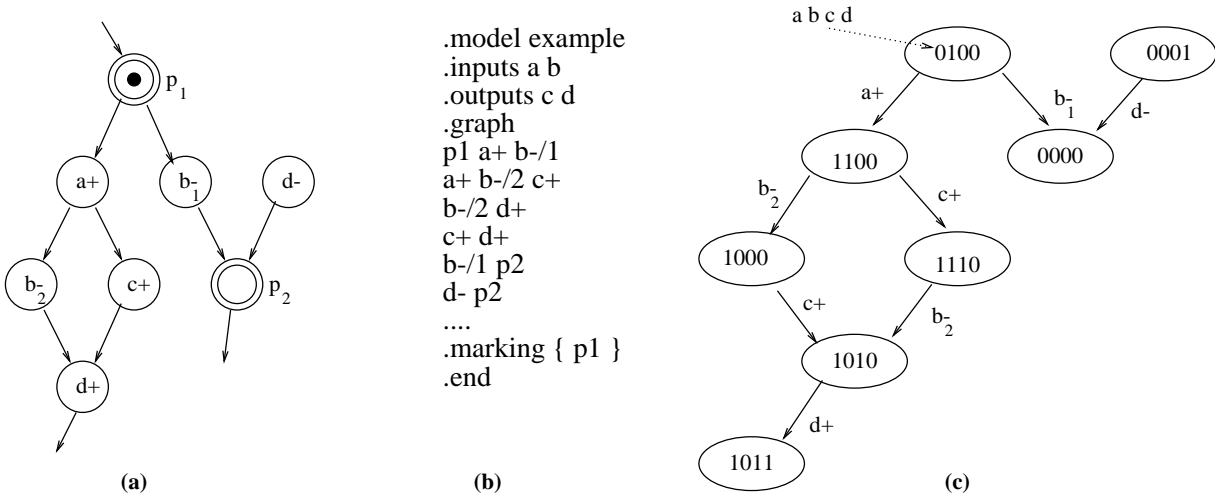 p1
a+
b-1
d-
b-2
c+
p2
d+
(a)
.model example
.inputs a b
.outputs c d
.graph
p1 a+ b-/1
a+ b-/2 c+
b-/2 d+
c+ d+
b-/1 p2
d- p2
....
.marking { p1 }
.end
(b)
a b c d
0100
0001
a+
b-1
d-
1100
0000
b-2
c+
1000
1110
c+
b-2
1010
d+
1011
(c)